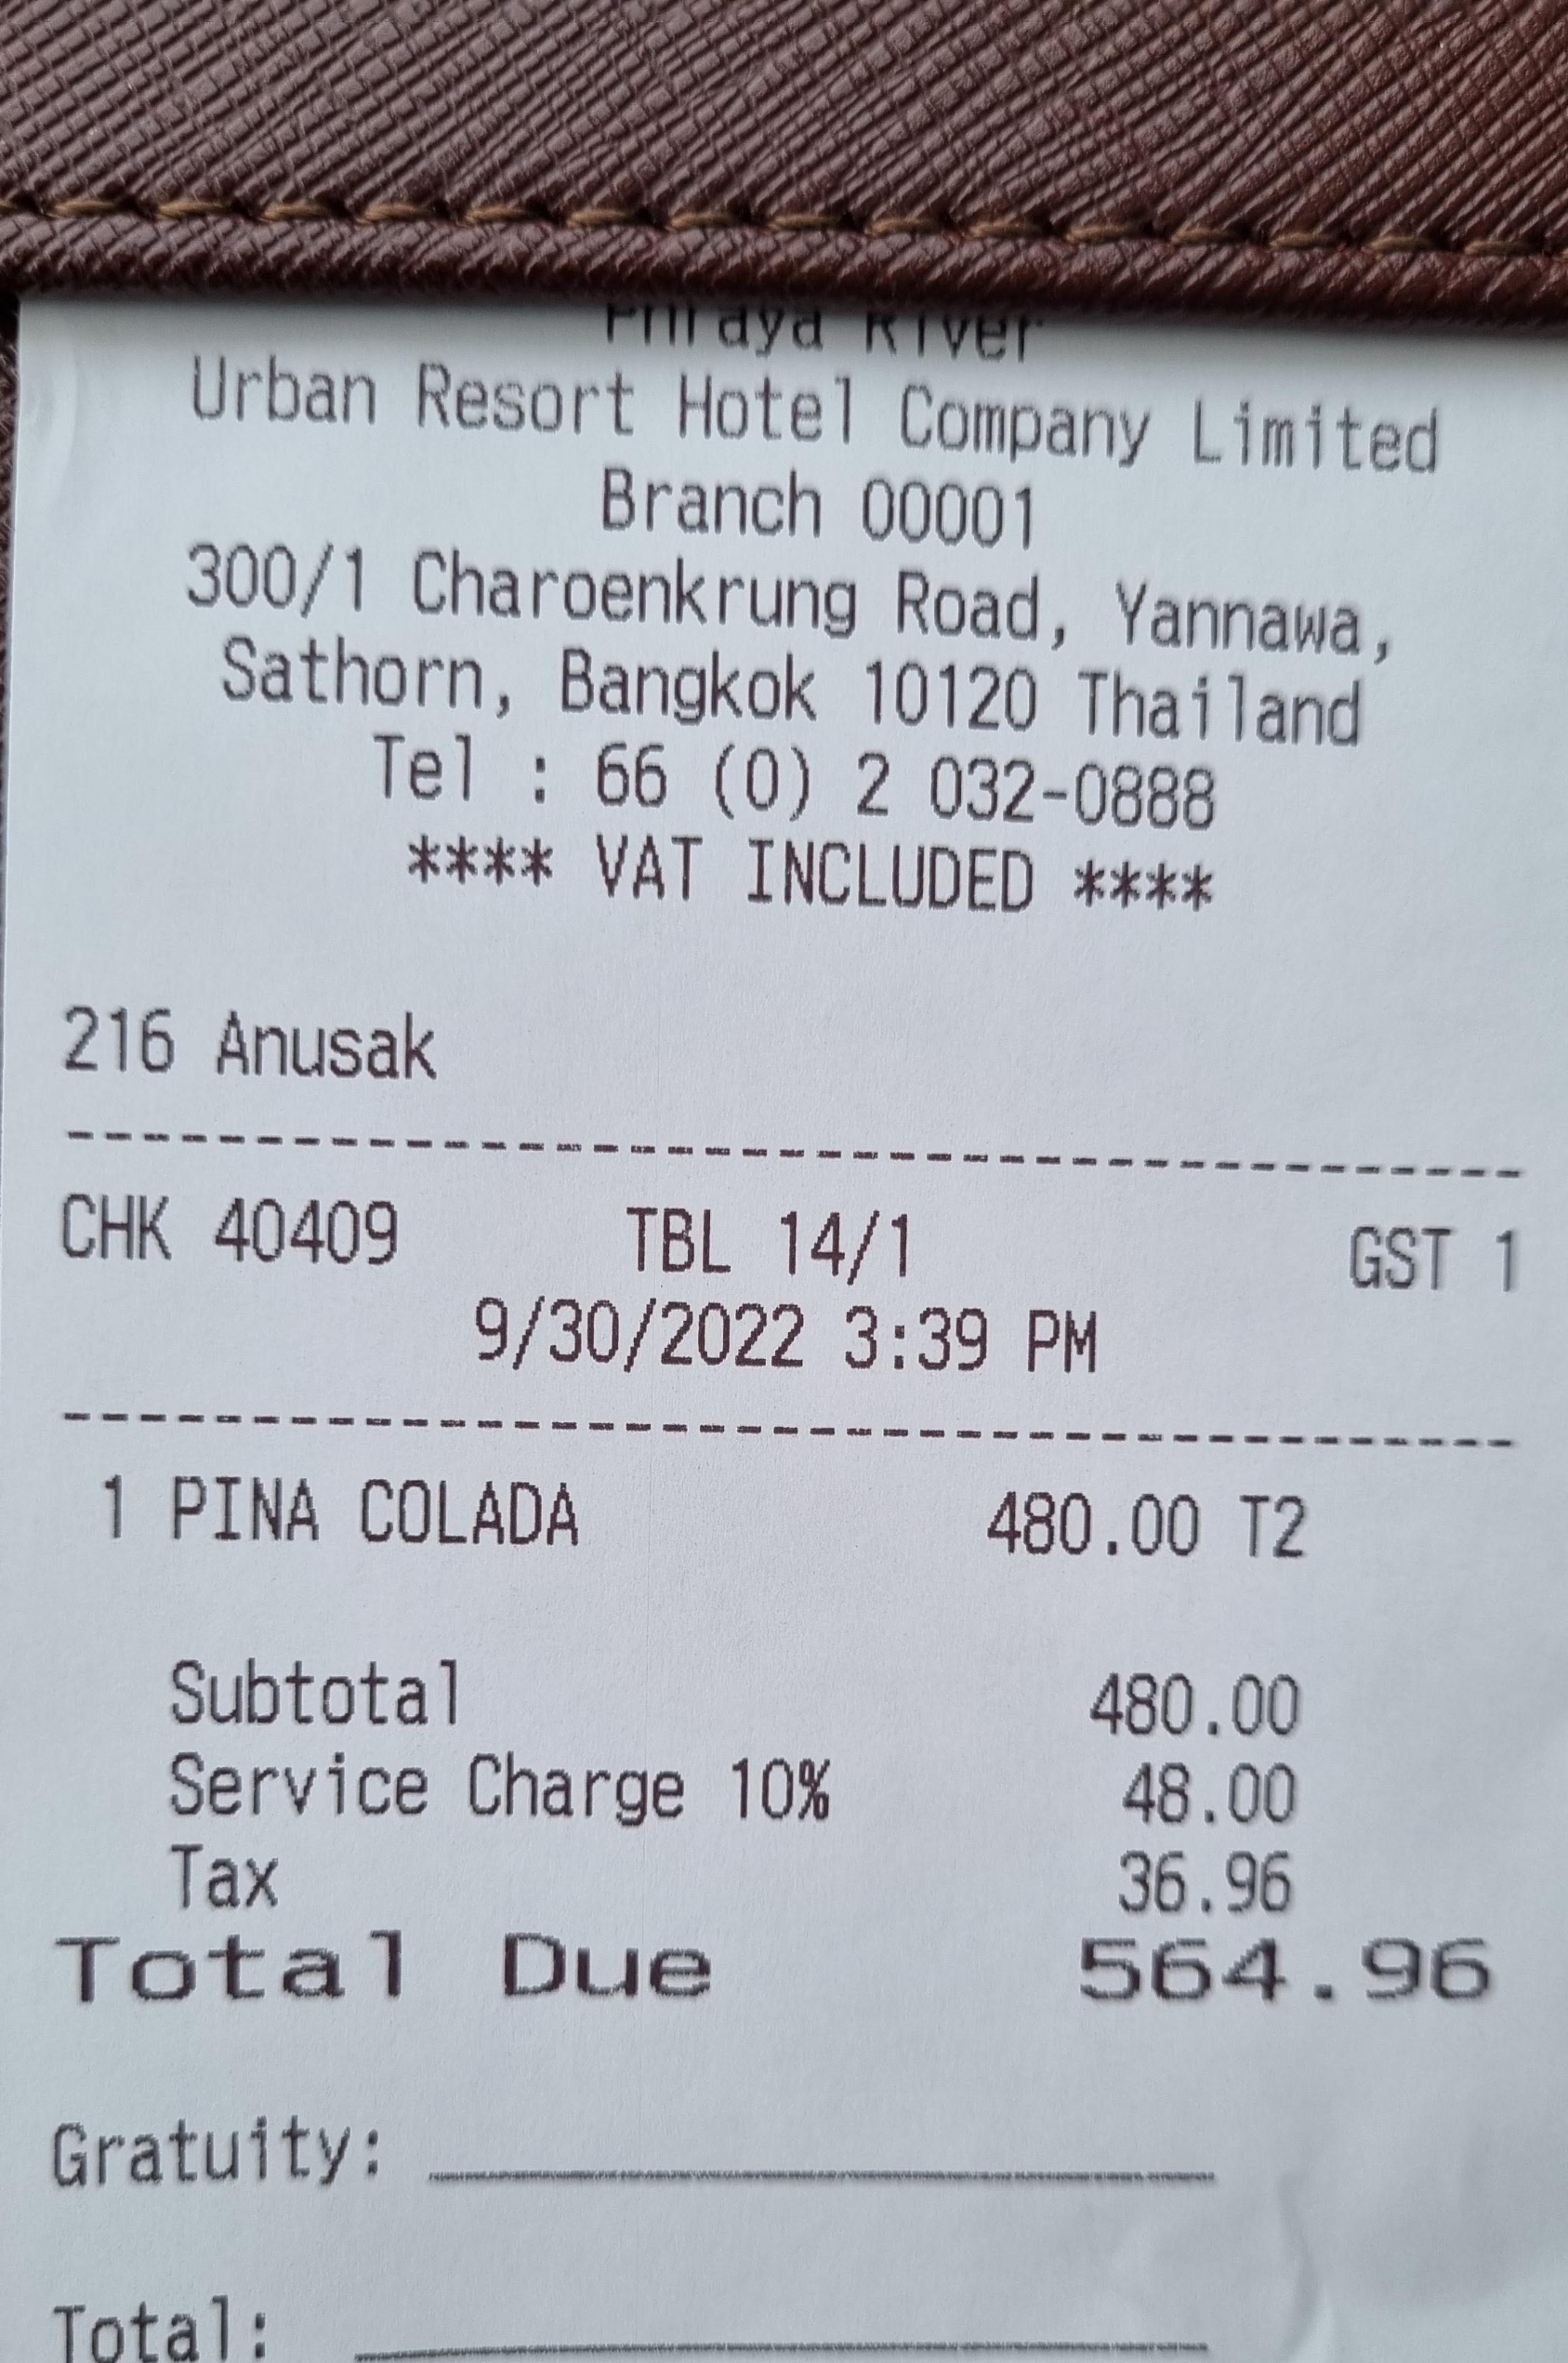 Phraya River
Urban Resort Hotel Company Limited
Branch 00001
300/1 Charoenkrung Road, Yannawa,
Sathorn, Bangkok 10120 Thailand
Tel : 66 (0) 2 032-0888
**** VAT INCLUDED ****
216 Anusak
CHK 40409 TBL 14/1 GST 1
9/30/2022 3:39 PM
1 PINA COLADA 480.00 T2
Subtotal 480.00
Service Charge 10% 48.00
Tax 36.96
Total Due 564.96
Gratuity:
Total: